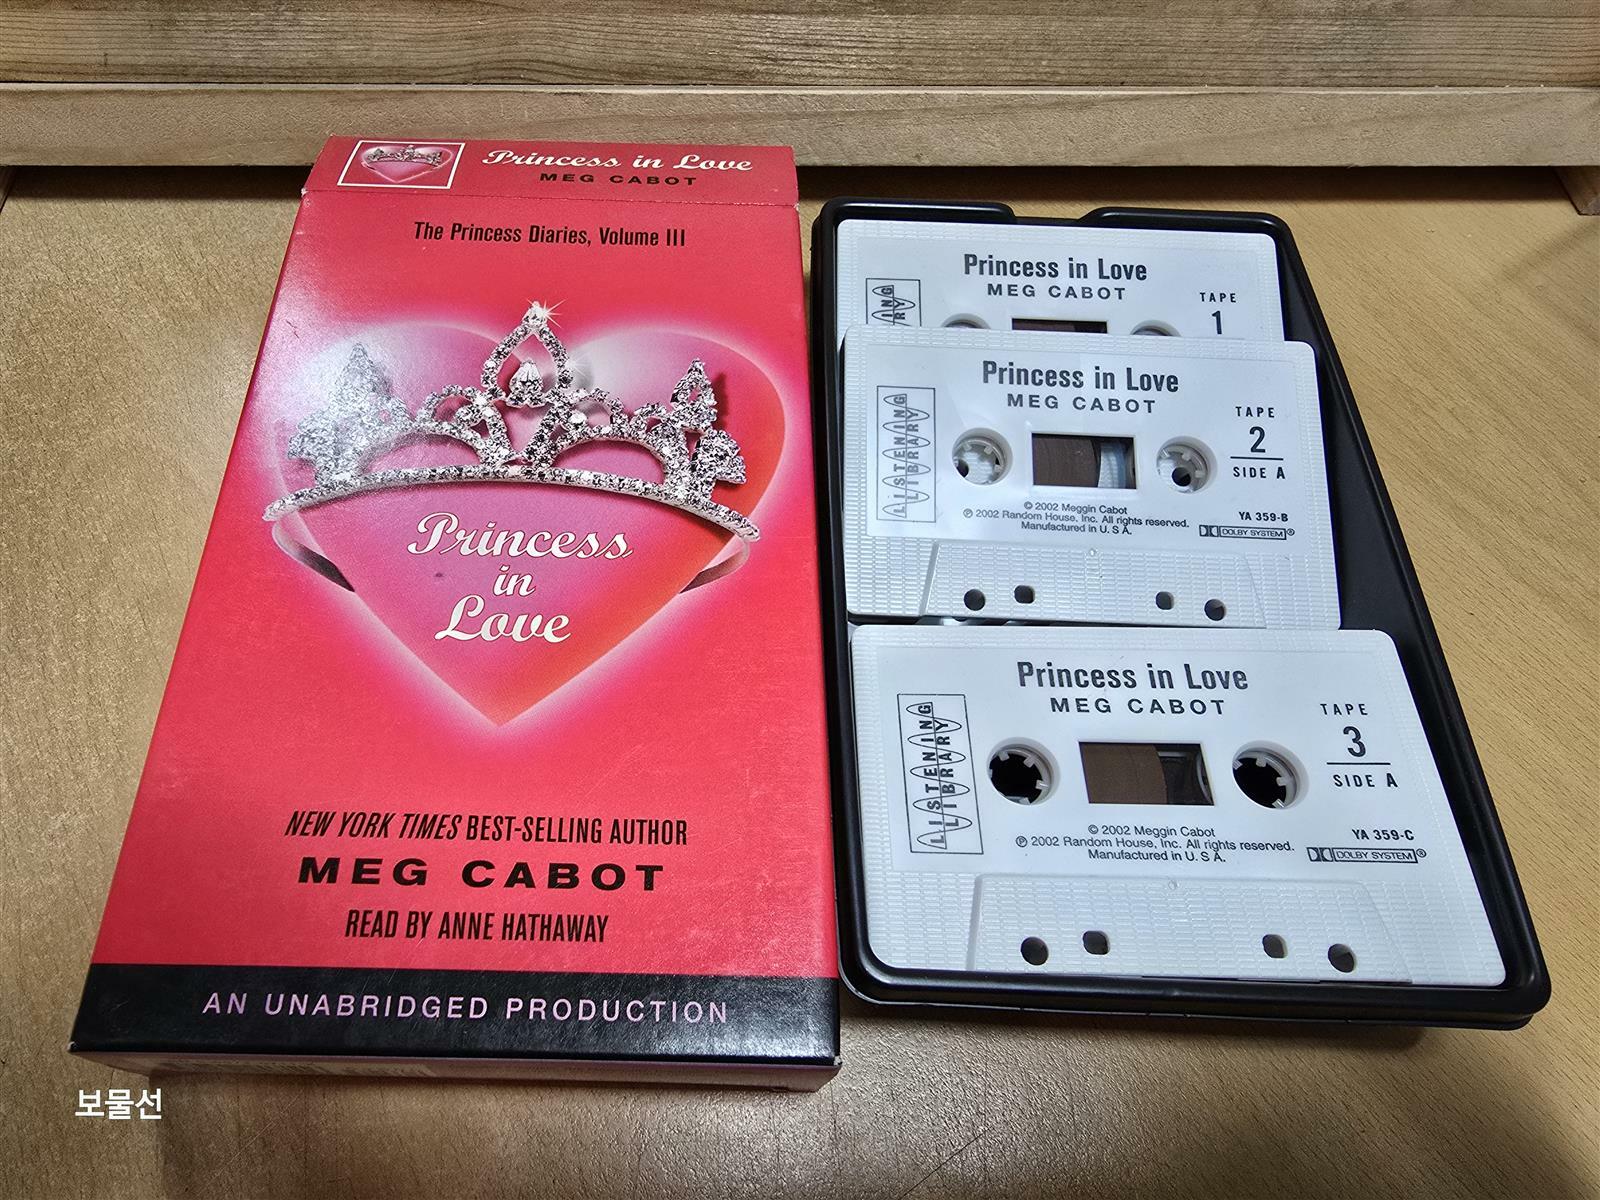 Princess in Love
MEG CABOT
The Princess Diaries, Volume III
Princess
in
Love
NEW YORK TIMES BEST-SELLING AUTHOR
MEG CABOT
READ BY ANNE HATHAWAY
AN UNABRIDGED PRODUCTION
Princess in Love
MEG CABOT
TAPE
1
Princess in Love
MEG CABOT
LISTENING
LIBRARY
TAPE
2
SIDE A
© 2002 Meggin Cabot
℗ 2002 Random House, Inc. All rights reserved.
Manufactured in U. S A.
YA 359-B
DOLBY SYSTEM®
Princess in Love
MEG CABOT
LISTENING
LIBRARY
TAPE
3
SIDE A
© 2002 Meggin Cabot
℗ 2002 Random House, Inc. All rights reserved.
Manufactured in U. S A.
YA 359-C
DOLBY SYSTEM®
보물선